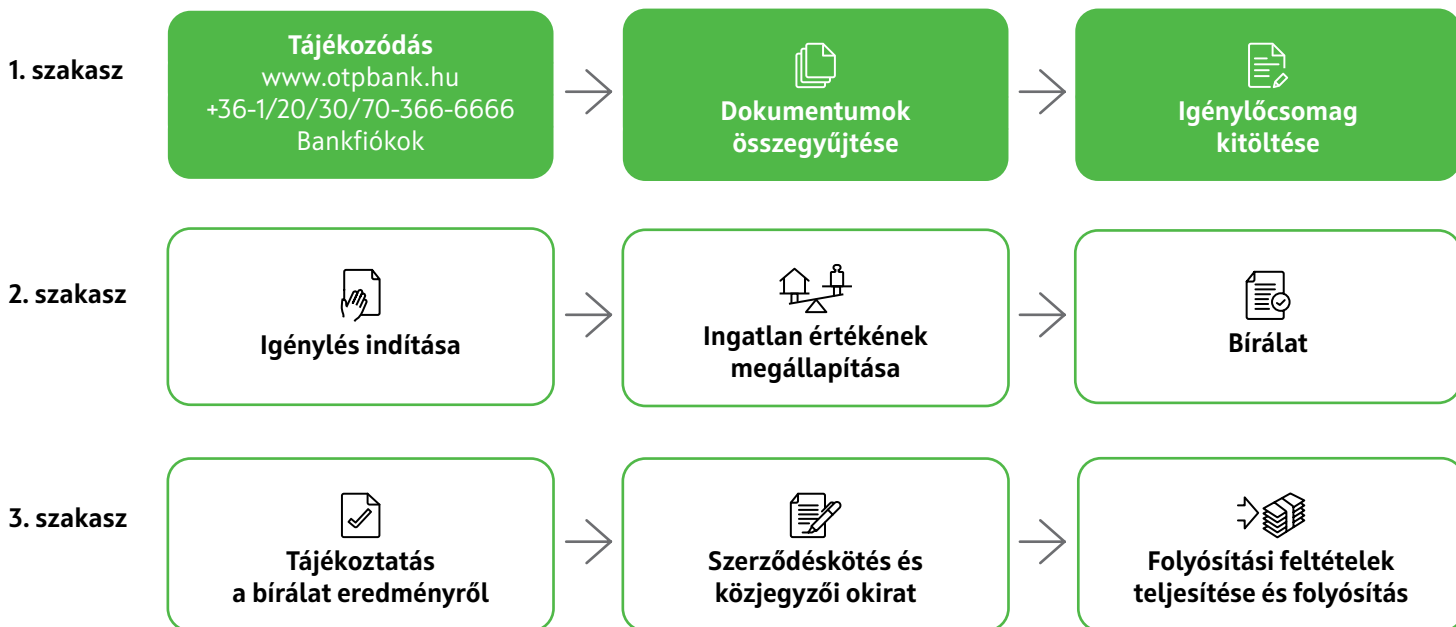 1. szakasz
Tájékozódás
www.otpbank.hu
+36-1/20/30/70-366-6666
Bankfiókok
Dokumentumok
összegyűjtése
Igénylőcsomag
kitöltése
2. szakasz
Igénylés indítása
Ingatlan értékének
megállapítása
Bírálat
3. szakasz
Tájékoztatás
a bírálat eredményről
Szerződéskötés és
közjegyzői okirat
Folyósítási feltételek
teljesítése és folyósítás